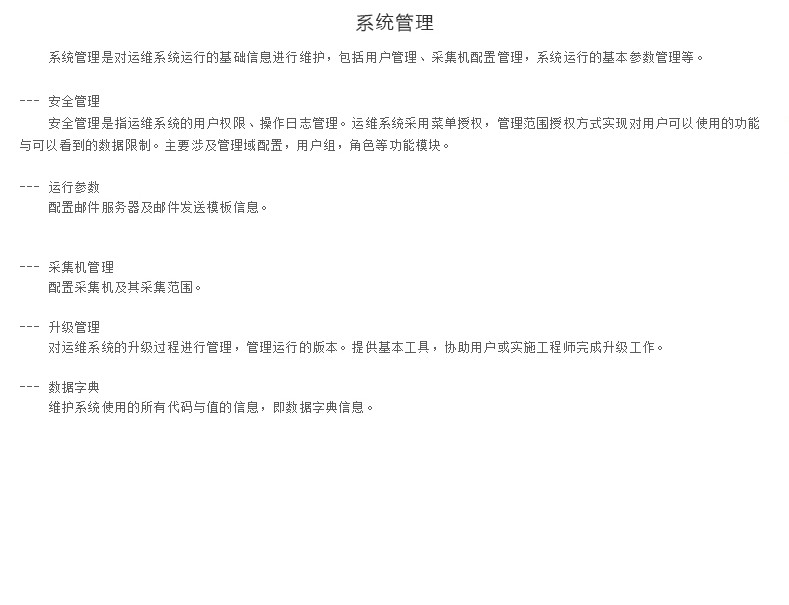 系统管理
系统管理是对运维系统运行的基础信息进行维护，包括用户管理、采集机配置管理，系统运行的基本参数管理等。
--- 安全管理
安全管理是指运维系统的用户权限、操作日志管理。运维系统采用菜单授权，管理范围授权方式实现对用户可以使用的功能
与可以看到的数据限制。主要涉及管理域配置，用户组，角色等功能模块。
--- 运行参数
配置邮件服务器及邮件发送模板信息。
--- 采集机管理
配置采集机及其采集范围。
--- 升级管理
对运维系统的升级过程进行管理，管理运行的版本。提供基本工具，协助用户或实施工程师完成升级工作。
--- 数据字典
维护系统使用的所有代码与值的信息，即数据字典信息。